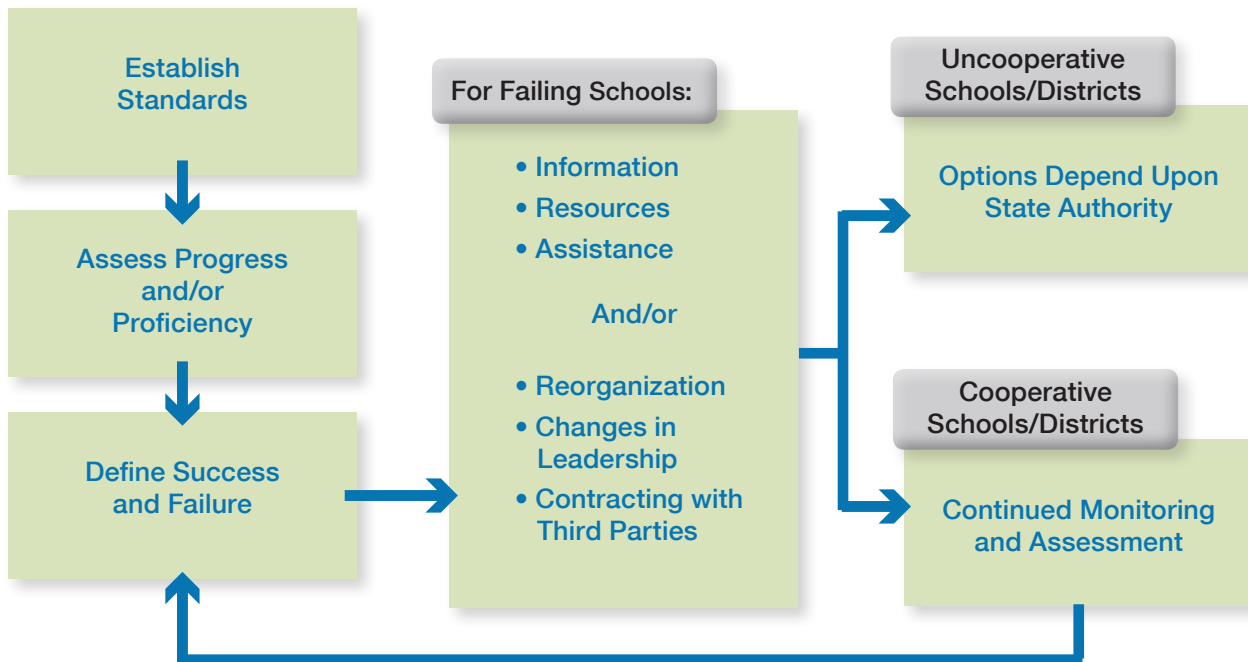 Establish
Standards
Assess Progress
and/or
Proficiency
Define Success
and Failure
For Failing Schools:
• Information
• Resources
• Assistance
And/or
• Reorganization
• Changes in
Leadership
• Contracting with
Third Parties
Uncooperative
Schools/Districts
Options Depend Upon
State Authority
Cooperative
Schools/Districts
Continued Monitoring
and Assessment